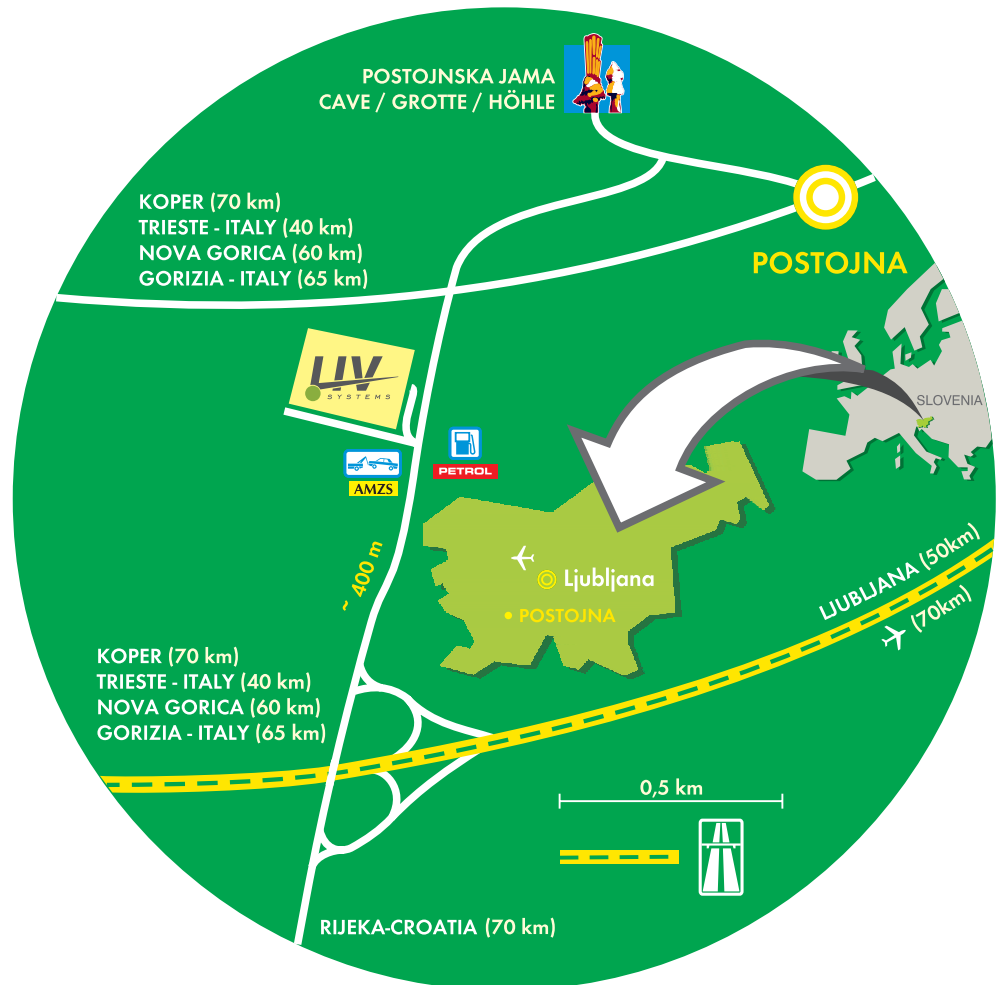 POSTOJNSKA JAMA
CAVE / GROTTE / HÖHLE
KOPER (70 km)
TRIESTE - ITALY (40 km)
NOVA GORICA (60 km)
GORIZIA - ITALY (65 km)
POSTOJNA
LIV
SYSTEMS
SLOVENIA
PETROL
AMZS
~ 400 m
Ljubljana
• POSTOJNA
LJUBLJANA (50km)
(70km)
KOPER (70 km)
TRIESTE - ITALY (40 km)
NOVA GORICA (60 km)
GORIZIA - ITALY (65 km)
0,5 km
RIJEKA-CROATIA (70 km)